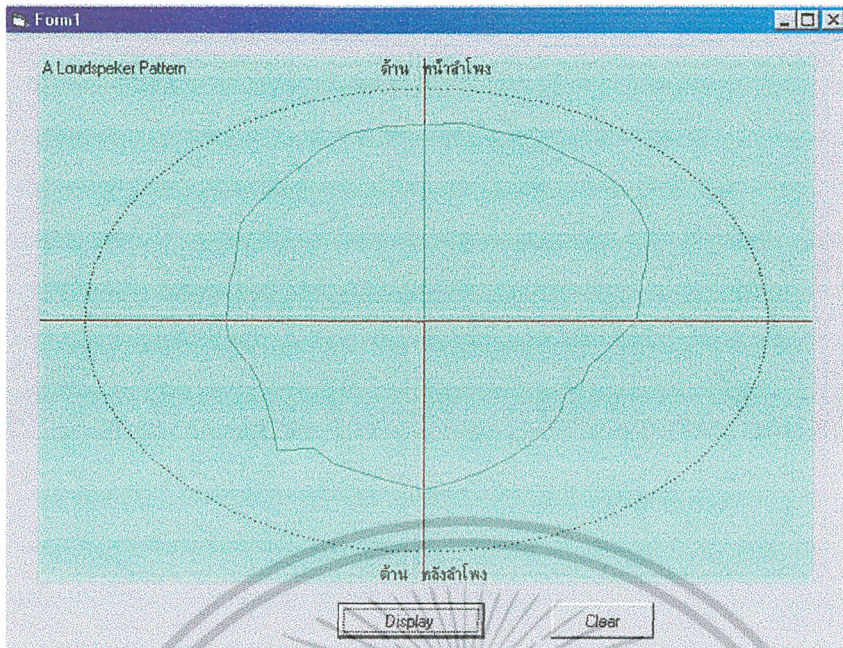 Form1
A Loudspeker Pattern
ด้าน หน้าลำโพง
ด้าน หลังลำโพง
Display
Clear